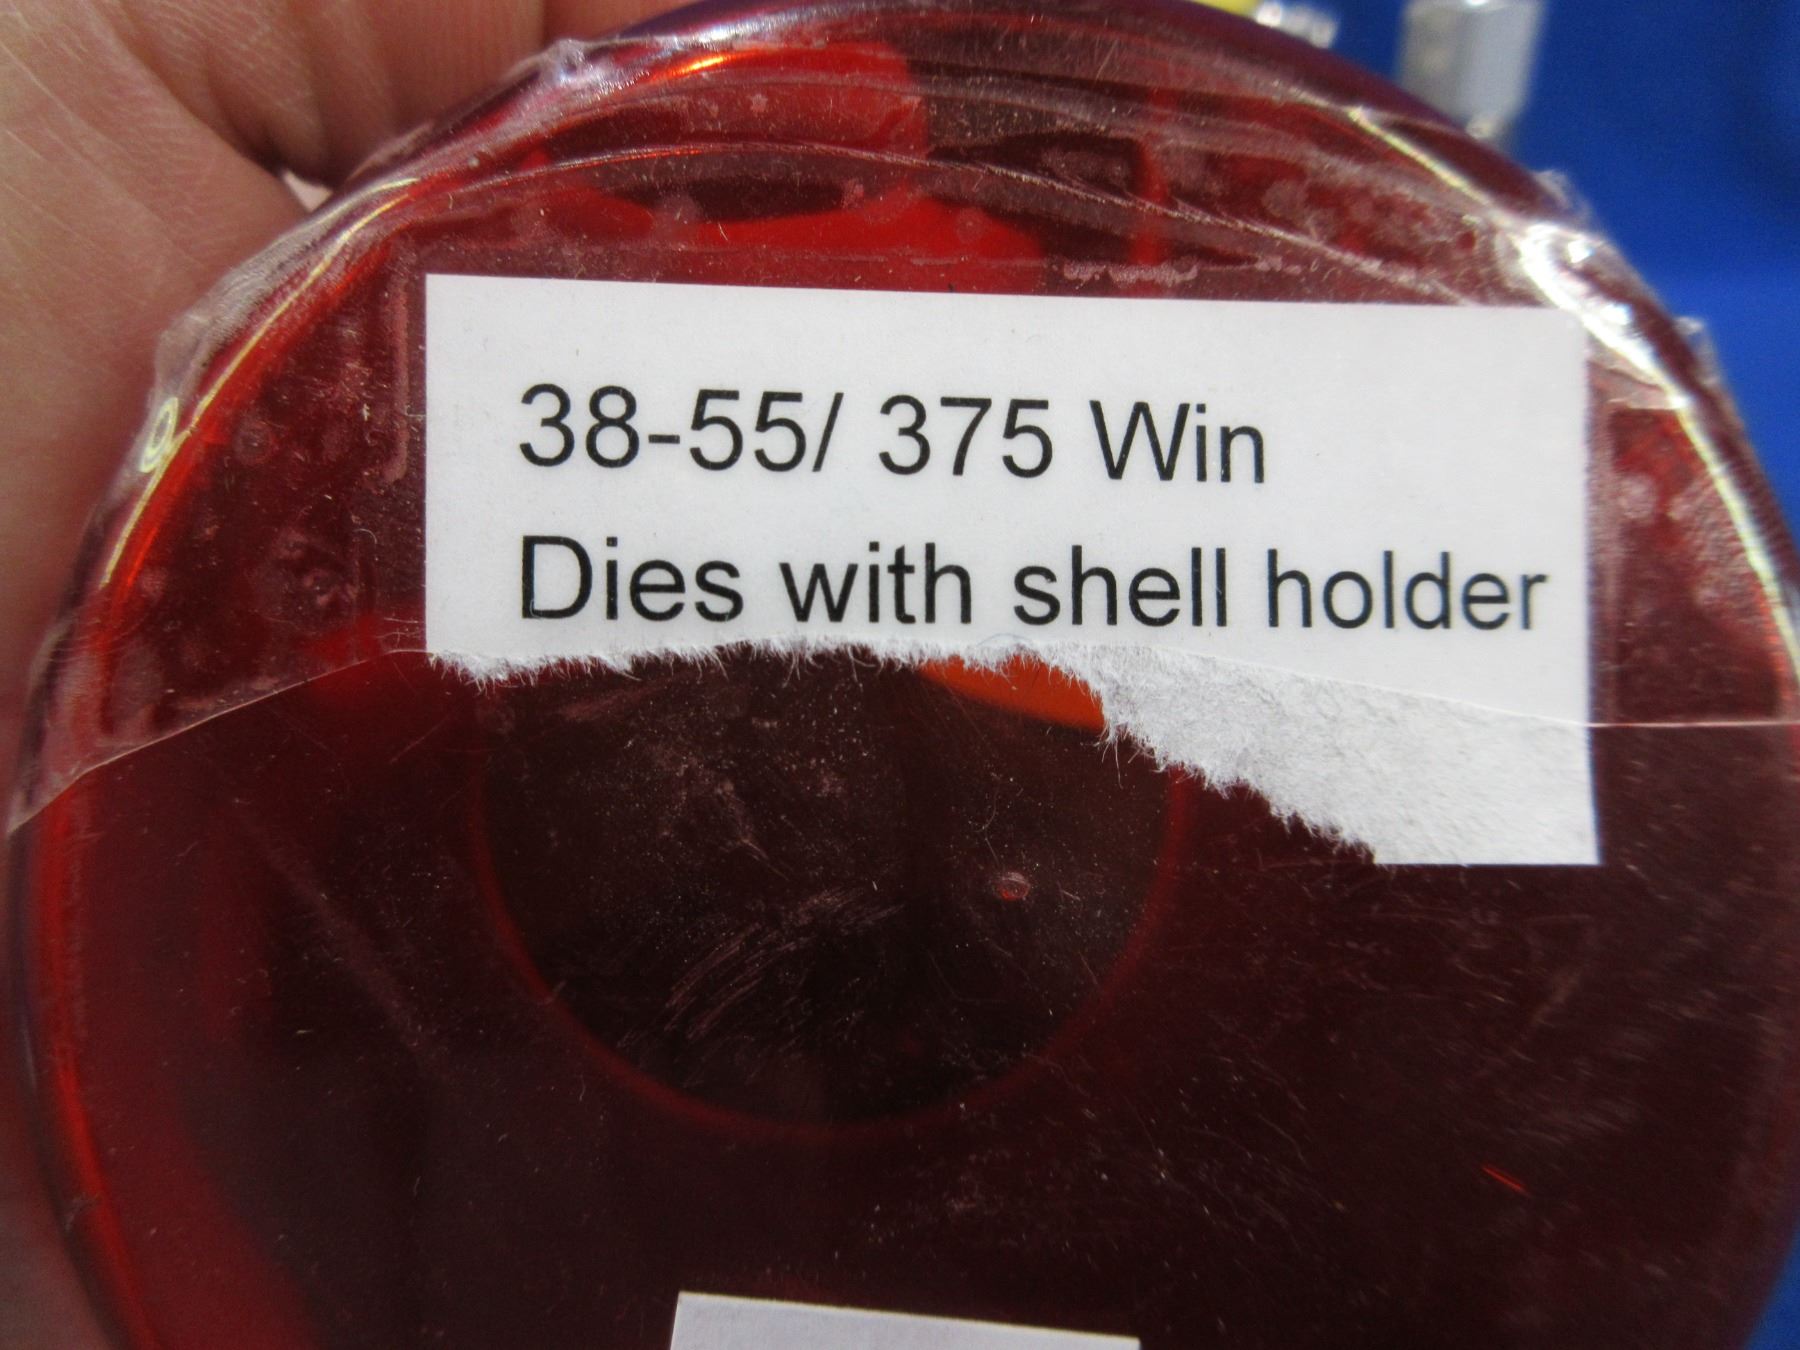 38-55/ 375 Win
Dies with shell holder